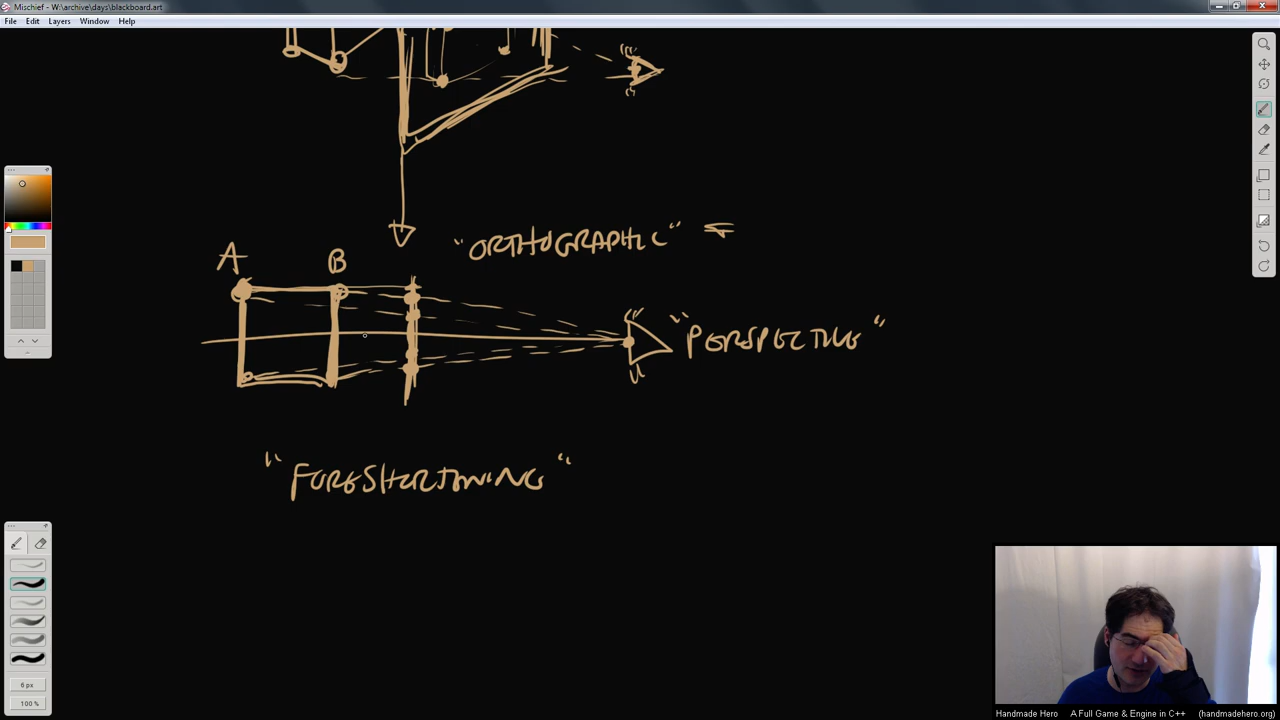 Mischief - W:\archive\days\blackboard.art
File Edit Layers Window Help
"ORTHOGRAPHIC"
A B
"PERSPECTIVE"
"FORESHORTENING"
6 px
100 %
Handmade Hero A Full Game & Engine in C++ (handmadehero.org)